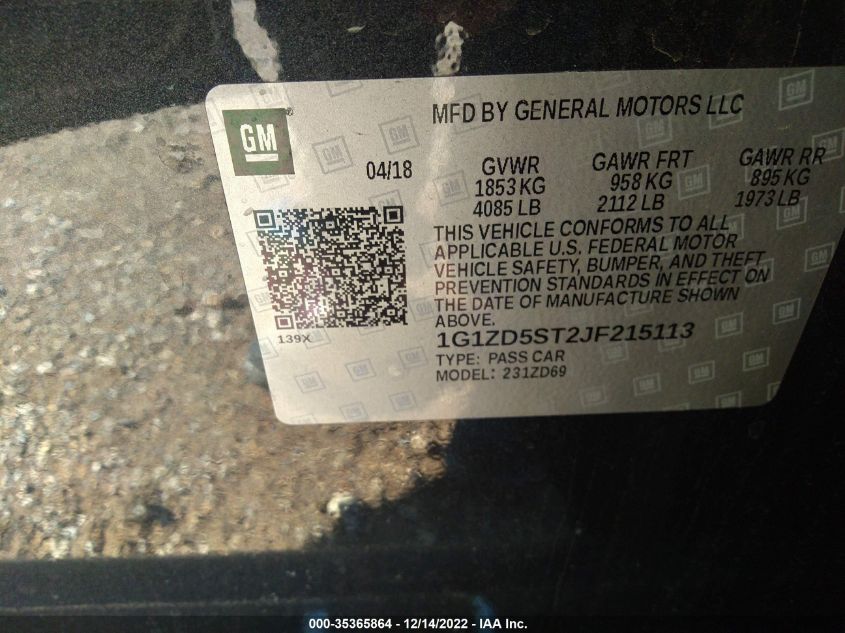 GM
®
MFD BY GENERAL MOTORS LLC
04/18 GVWR GAWR FRT GAWR RR
1853 KG 958 KG 895 KG
4085 LB 2112 LB 1973 LB
THIS VEHICLE CONFORMS TO ALL
APPLICABLE U.S. FEDERAL MOTOR
VEHICLE SAFETY, BUMPER, AND THEFT
PREVENTION STANDARDS IN EFFECT ON
THE DATE OF MANUFACTURE SHOWN
ABOVE.
139X
1G1ZD5ST2JF215113
TYPE: PASS CAR
MODEL: 231ZD69
000-35365864 - 12/14/2022 - IAA Inc.